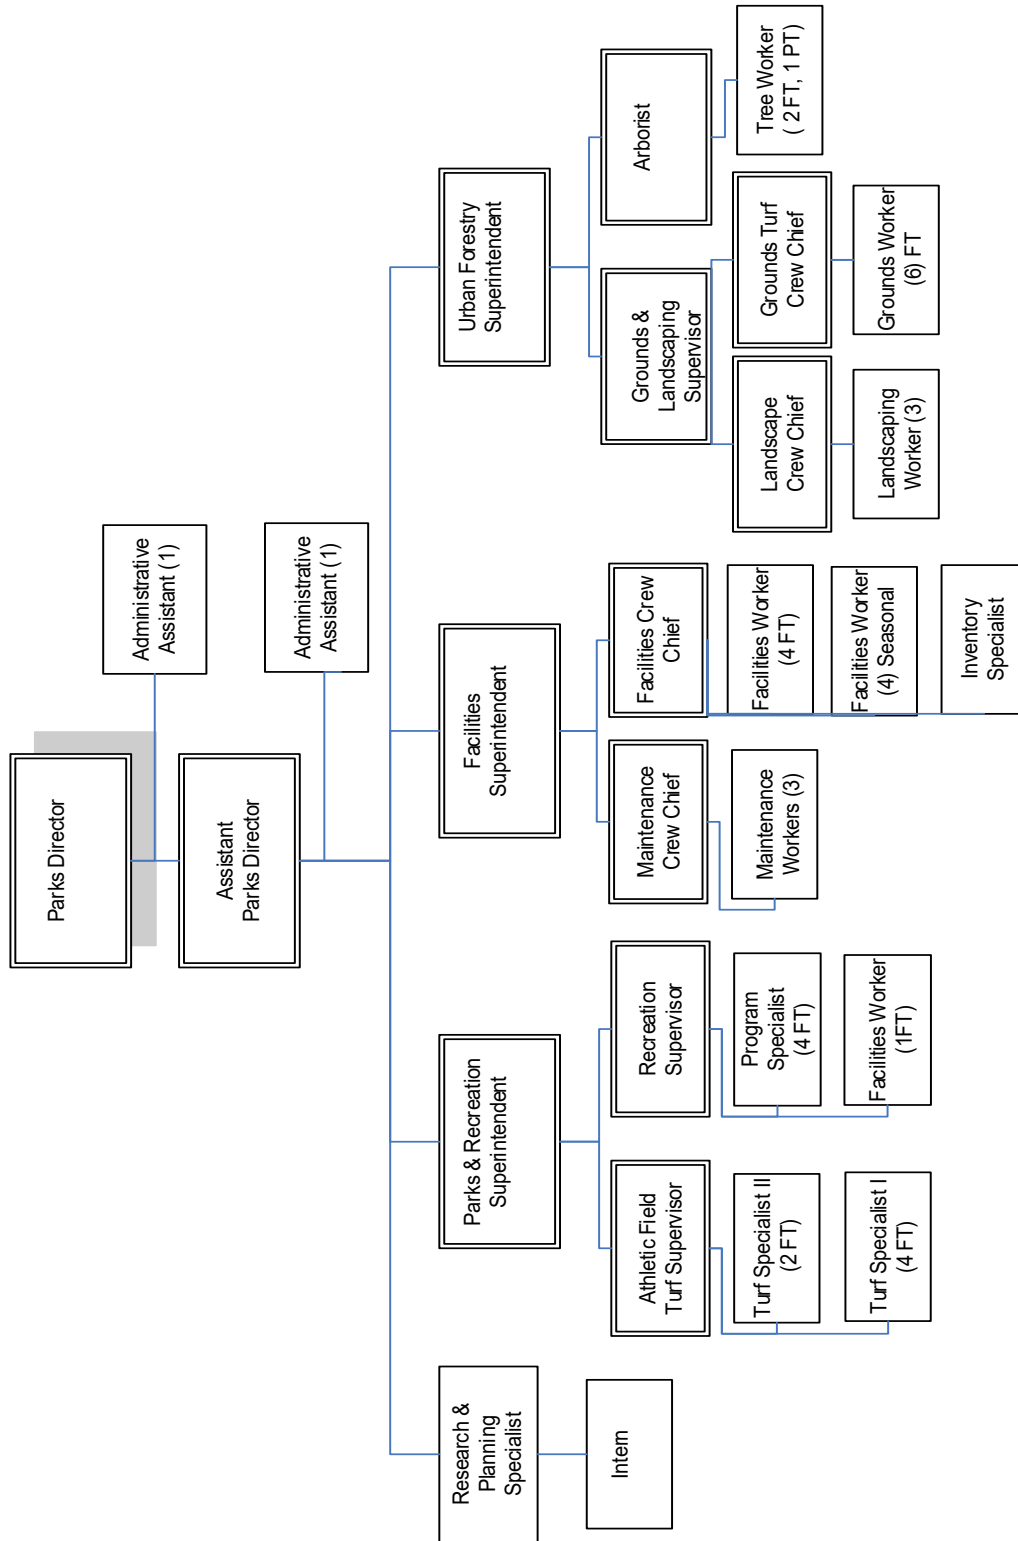 Parks Director
Administrative
Assistant (1)
Assistant
Parks Director
Administrative
Assistant (1)
Research &
Planning
Specialist
Intern
Parks & Recreation
Superintendent
Athletic Field
Turf Supervisor
Turf Specialist II
(2 FT)
Turf Specialist I
(4 FT)
Recreation
Supervisor
Program
Specialist
(4 FT)
Facilities Worker
(1FT)
Facilities
Superintendent
Maintenance
Crew Chief
Maintenance
Workers (3)
Facilities Crew
Chief
Facilities Worker
(4 FT)
Facilities Worker
(4) Seasonal
Inventory
Specialist
Urban Forestry
Superintendent
Grounds &
Landscaping
Supervisor
Landscape
Crew Chief
Landscaping
Worker (3)
Grounds Turf
Crew Chief
Grounds Worker
(6) FT
Arborist
Tree Worker
( 2 FT, 1 PT)